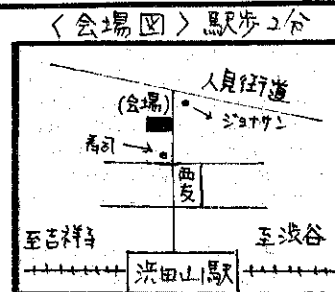 〈会場図〉駅歩2分
人見街道
(会場)
ジョナサン
寿司
西友
至吉祥寺
至渋谷
浜田山駅